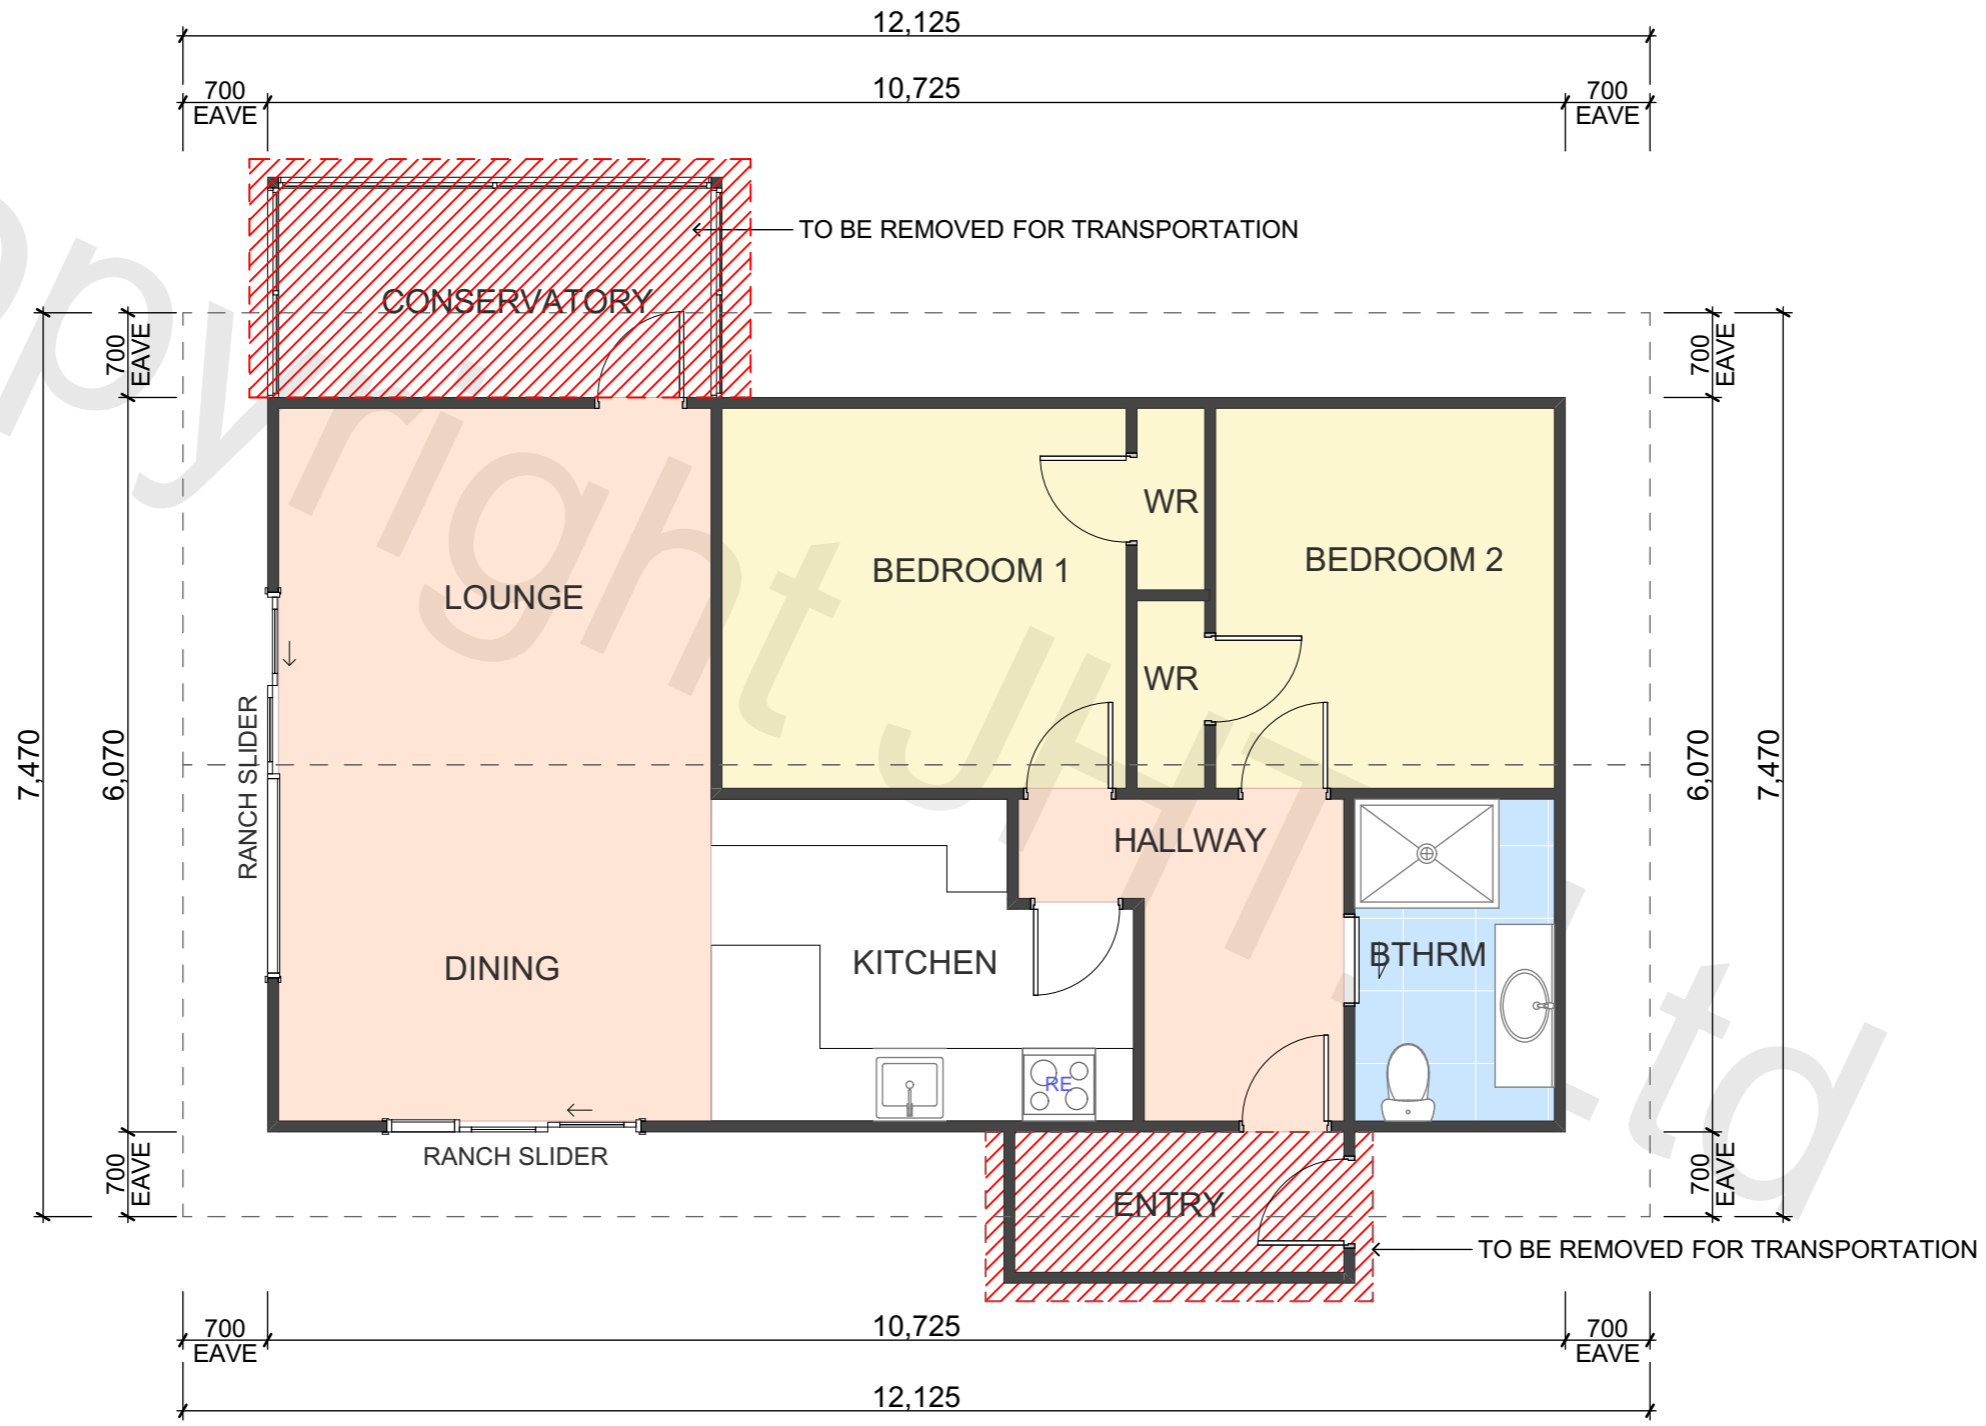 12,125
700
EAVE
10,725
700
EAVE
TO BE REMOVED FOR TRANSPORTATION
CONSERVATORY
700
EAVE
700
EAVE
WR
BEDROOM 1
BEDROOM 2
LOUNGE
WR
7,470
6,070
RANCH SLIDER
6,070
7,470
HALLWAY
DINING
KITCHEN
BTHRM
RE
RANCH SLIDER
700
EAVE
700
EAVE
ENTRY
TO BE REMOVED FOR TRANSPORTATION
700
EAVE
10,725
700
EAVE
12,125
opyright JHT Ltd